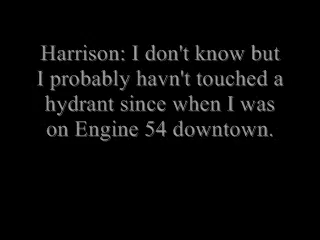 Harrison: I don't know but
I probably havn't touched a
hydrant since when I was
on Engine 54 downtown.